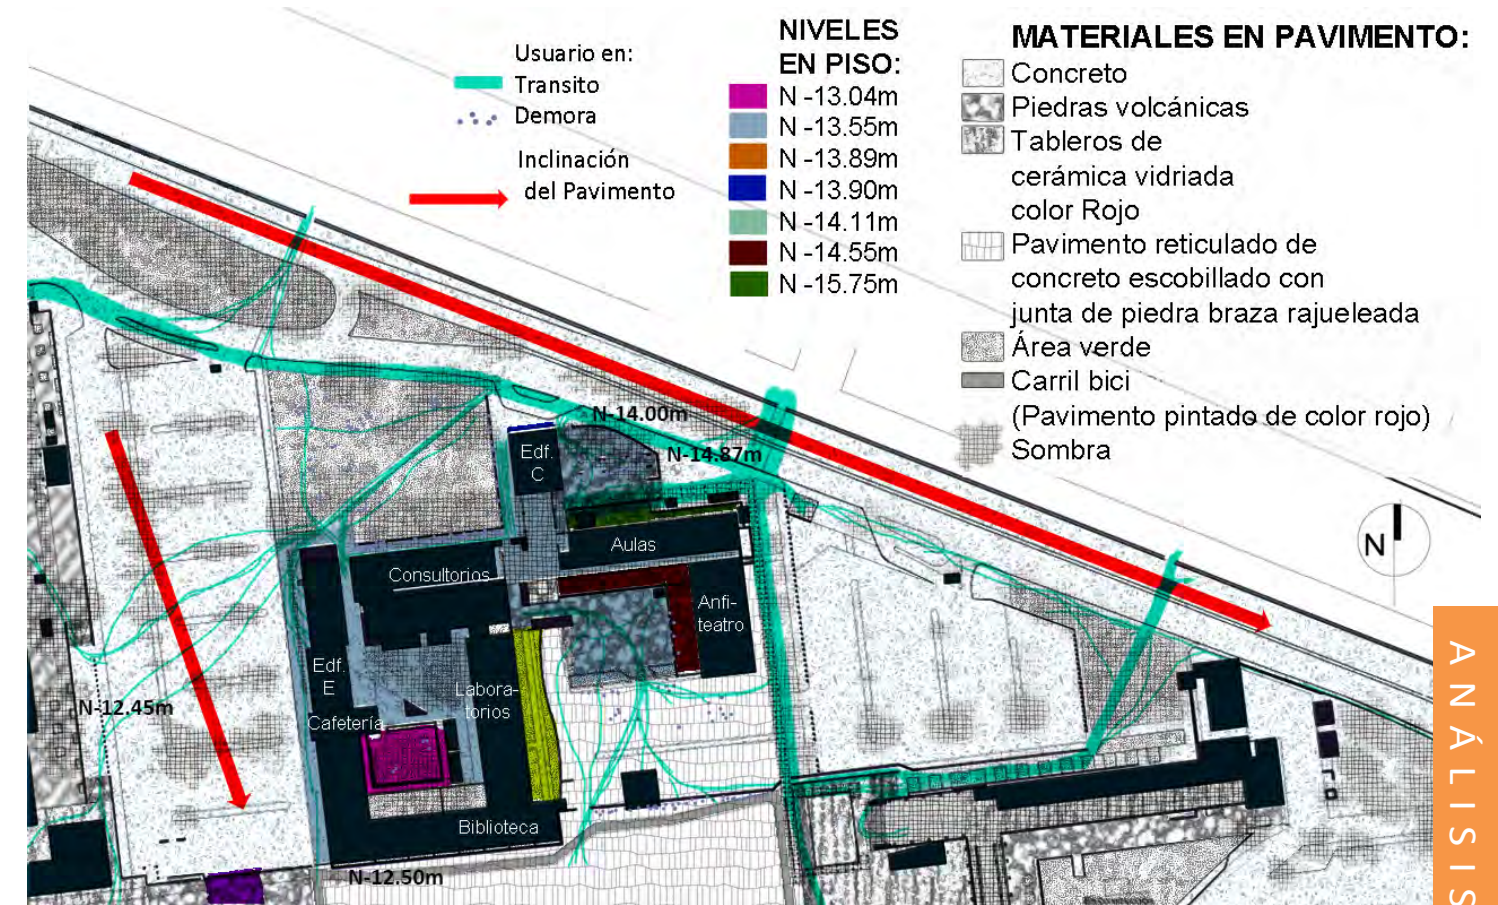 Usuario en:
Transito
Demora
Inclinación
del Pavimento
NIVELES
EN PISO:
N -13.04m
N -13.55m
N -13.89m
N -13.90m
N -14.11m
N -14.55m
N -15.75m
MATERIALES EN PAVIMENTO:
Concreto
Piedras volcánicas
Tableros de
cerámica vidriada
color Rojo
Pavimento reticulado de
concreto escobillado con
junta de piedra braza rajueleada
Área verde
Carril bici
(Pavimento pintado de color rojo)
Sombra
N
N-14.00m
N-14.87m
Edf.
C
Aulas
Consultorios
Anfi-
teatro
Edf.
E
Labora-
torios
Cafetería
N-12.45m
Biblioteca
N-12.50m
ANÁLISIS